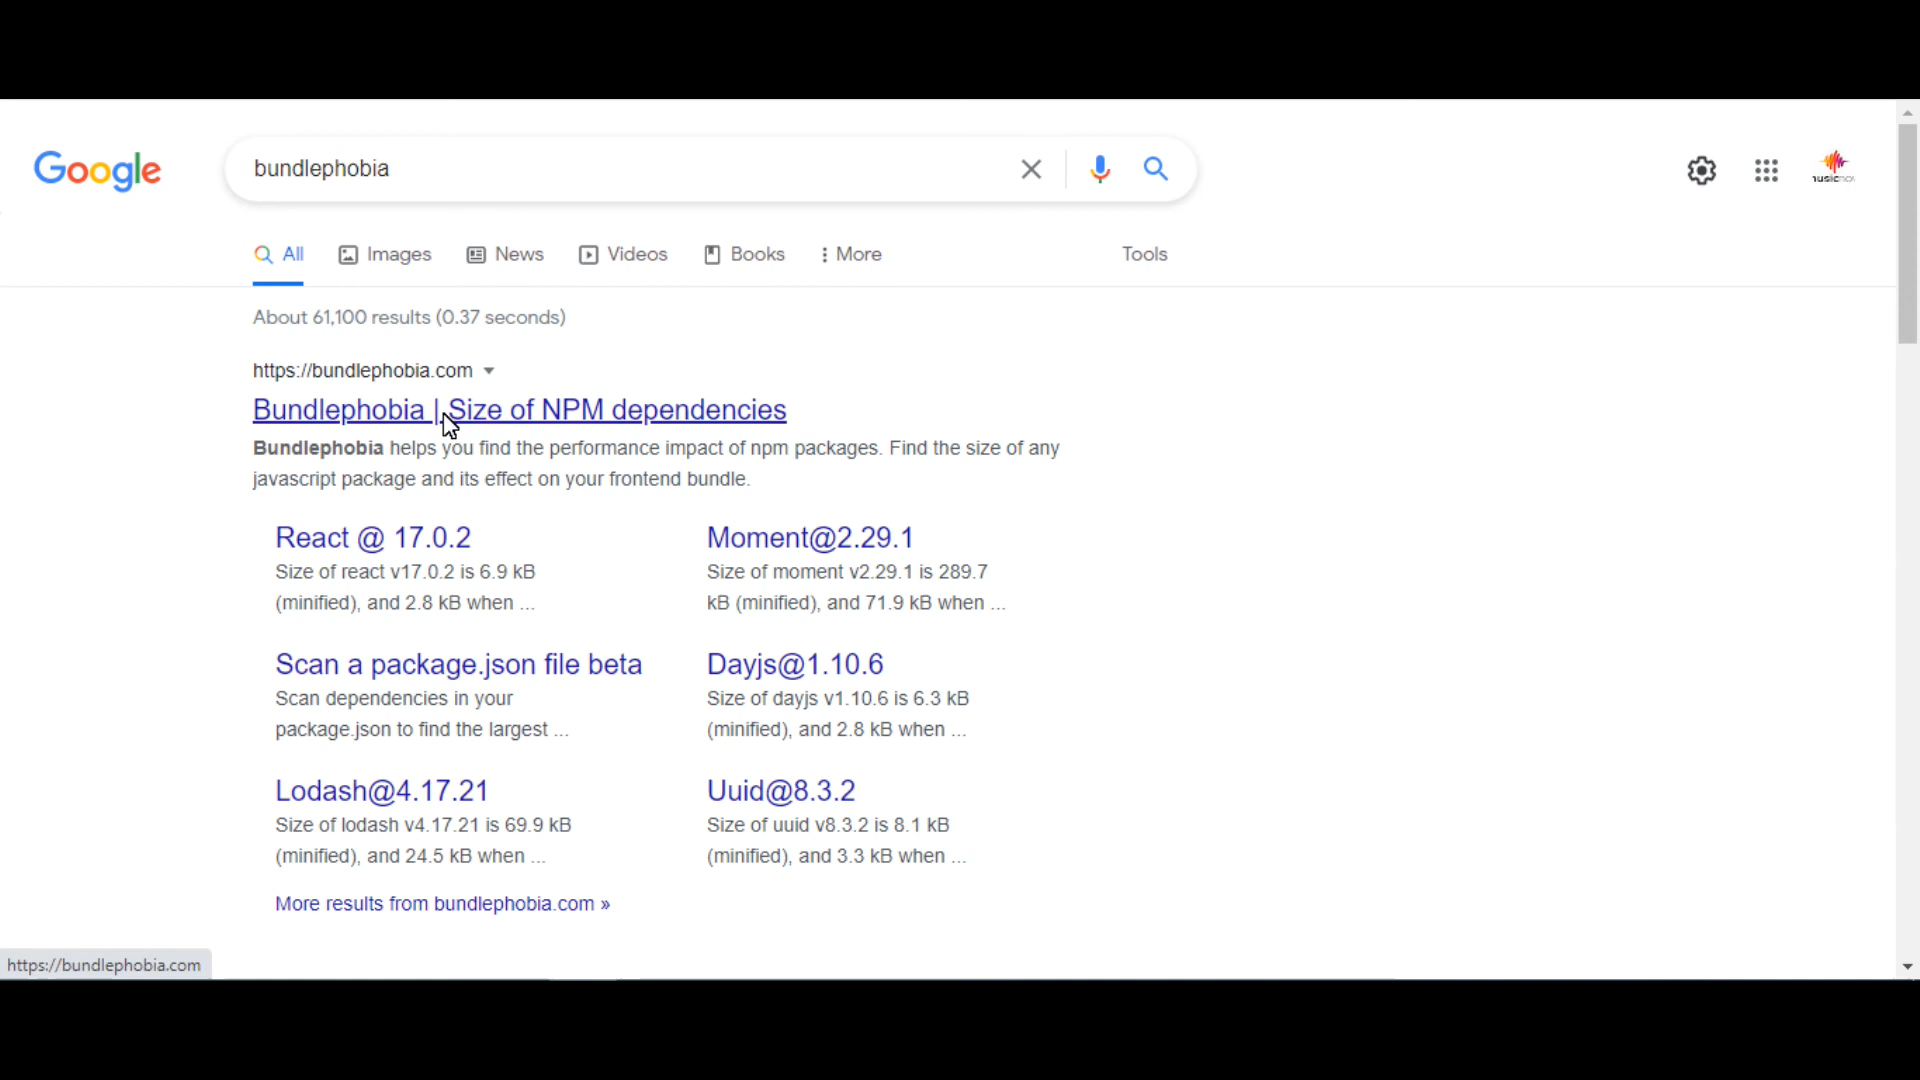 Google
bundlephobia
All Images News Videos Books More Tools
About 61,100 results (0.37 seconds)
https://bundlephobia.com
Bundlephobia | Size of NPM dependencies
Bundlephobia helps you find the performance impact of npm packages. Find the size of any
javascript package and its effect on your frontend bundle.
React @ 17.0.2
Size of react v17.0.2 is 6.9 kB
(minified), and 2.8 kB when ...
Moment@2.29.1
Size of moment v2.29.1 is 289.7
kB (minified), and 71.9 kB when ...
Scan a package.json file beta
Scan dependencies in your
package.json to find the largest ...
Dayjs@1.10.6
Size of dayjs v1.10.6 is 6.3 kB
(minified), and 2.8 kB when ...
Lodash@4.17.21
Size of lodash v4.17.21 is 69.9 kB
(minified), and 24.5 kB when ...
Uuid@8.3.2
Size of uuid v8.3.2 is 8.1 kB
(minified), and 3.3 kB when ...
More results from bundlephobia.com »
https://bundlephobia.com